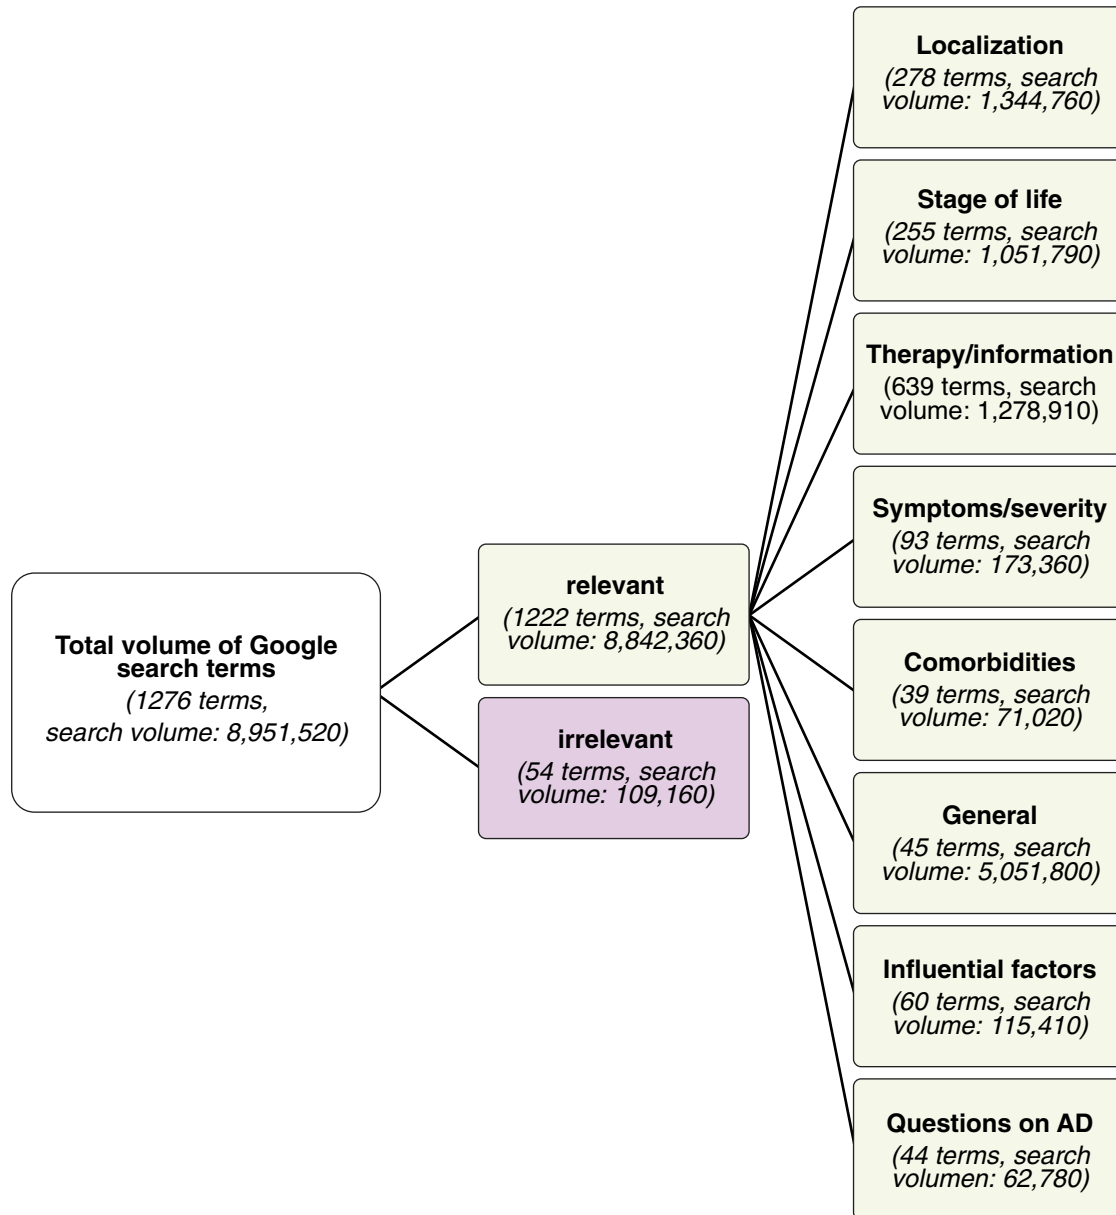 Localization
(278 terms, search
volume: 1,344,760)
Stage of life
(255 terms, search
volume: 1,051,790)
Therapy/information
(639 terms, search
volume: 1,278,910)
Symptoms/severity
(93 terms, search
volume: 173,360)
relevant
(1222 terms, search
volume: 8,842,360)
Total volume of Google
search terms
(1276 terms,
search volume: 8,951,520)
irrelevant
(54 terms, search
volume: 109,160)
Comorbidities
(39 terms, search
volume: 71,020)
General
(45 terms, search
volume: 5,051,800)
Influential factors
(60 terms, search
volume: 115,410)
Questions on AD
(44 terms, search
volumen: 62,780)